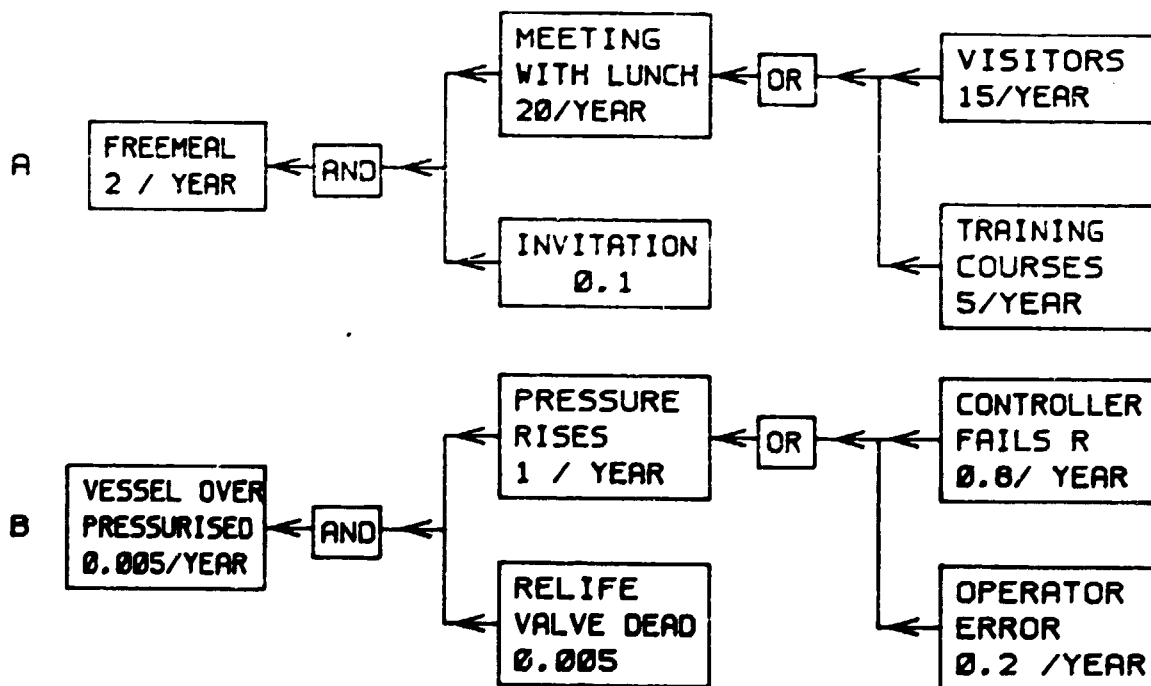 A
FREEMEAL
2 / YEAR
AND
MEETING
WITH LUNCH
20/YEAR
INVITATION
0.1
OR
VISITORS
15/YEAR
TRAINING
COURSES
5/YEAR
B
VESSEL OVER
PRESSURISED
0.005/YEAR
AND
PRESSURE
RISES
1 / YEAR
RELIFE
VALVE DEAD
0.005
OR
CONTROLLER
FAILS R
0.8/ YEAR
OPERATOR
ERROR
0.2 /YEAR